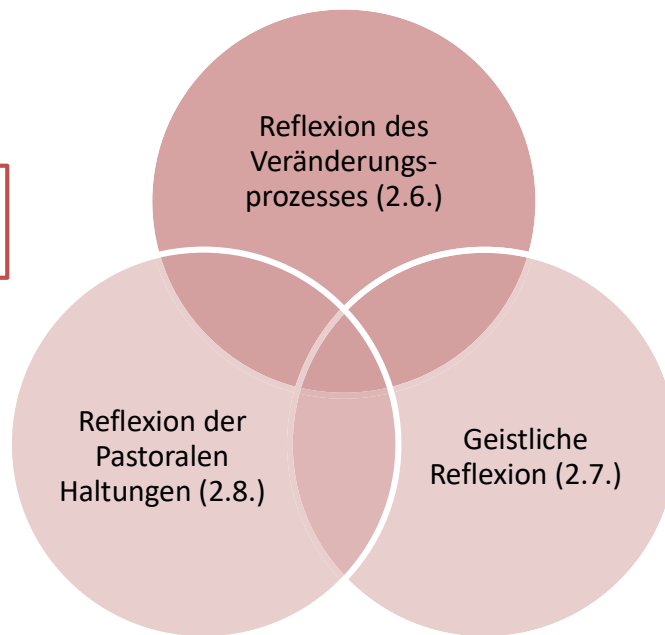 Reflexion des
Veränderungs-
prozesses (2.6.)
Reflexion der
Pastoralen
Haltungen (2.8.)
Geistliche
Reflexion (2.7.)